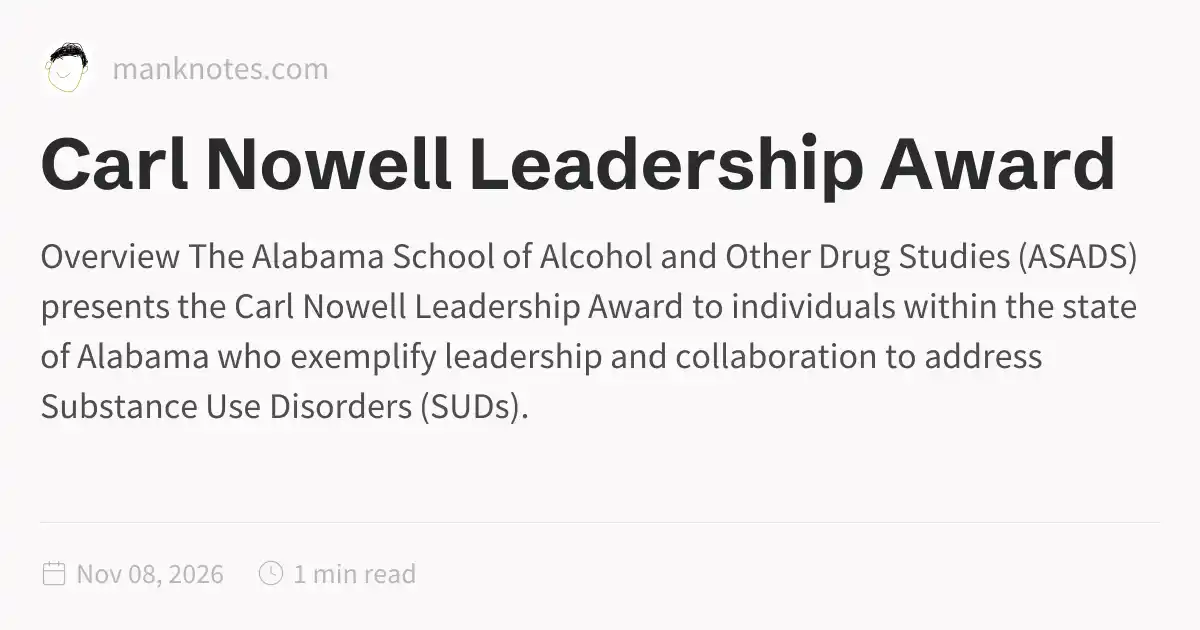 manknotes.com
Carl Nowell Leadership Award
Overview The Alabama School of Alcohol and Other Drug Studies (ASADS)
presents the Carl Nowell Leadership Award to individuals within the state
of Alabama who exemplify leadership and collaboration to address
Substance Use Disorders (SUDs).
Nov 08, 2026 1 min read